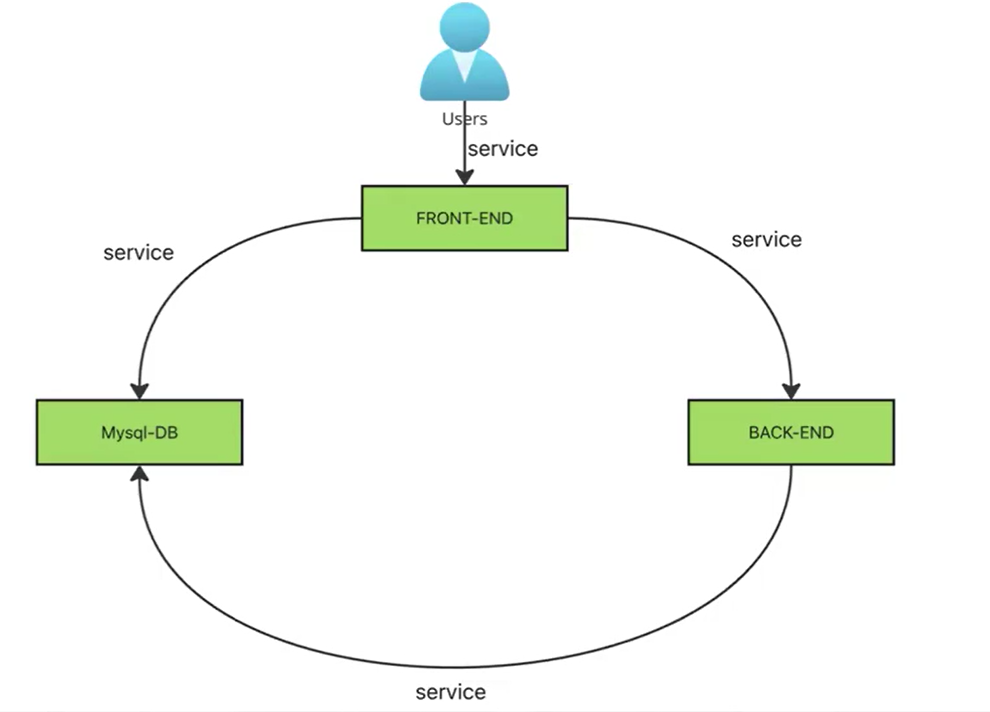 Users
service
FRONT-END
service
service
Mysql-DB
BACK-END
service